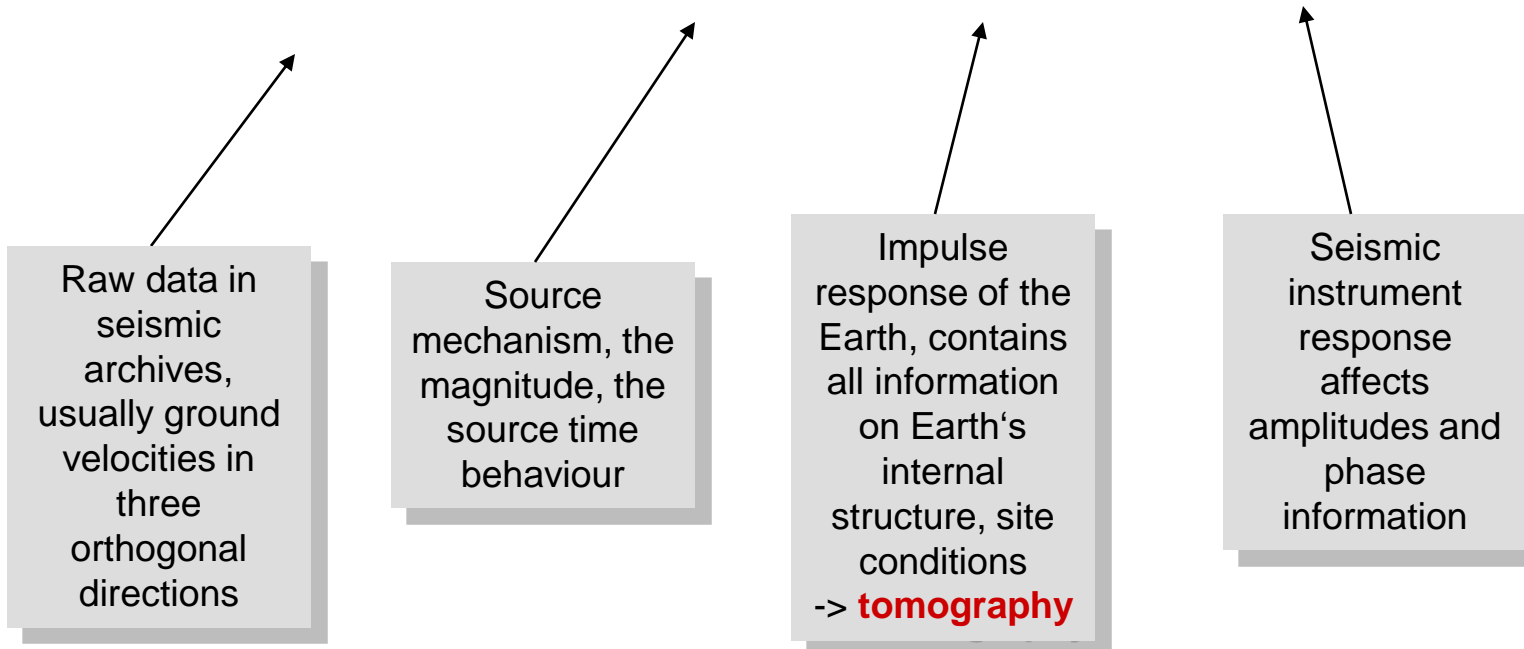 Raw data in
seismic
archives,
usually ground
velocities in
three
orthogonal
directions
Source
mechanism, the
magnitude, the
source time
behaviour
Impulse
response of the
Earth, contains
all information
on Earth‘s
internal
structure, site
conditions
-> tomography
Seismic
instrument
response
affects
amplitudes and
phase
information